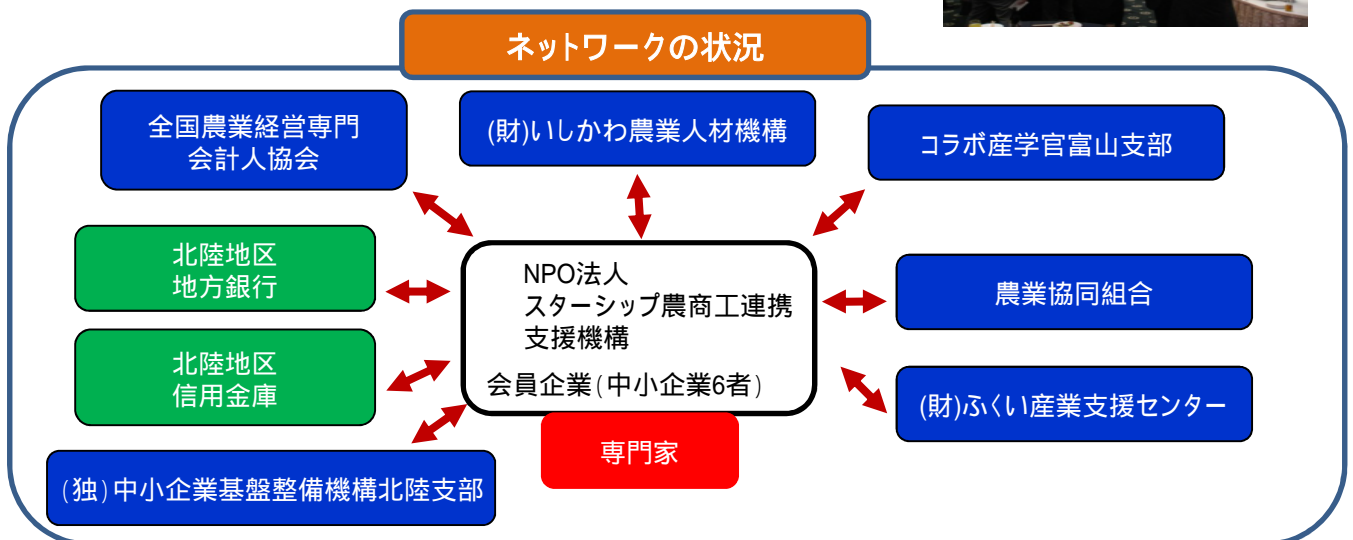 ネットワークの状況
全国農業経営専門
会計人協会
(財)いしかわ農業人材機構
コラボ産学官富山支部
北陸地区
地方銀行
NPO法人
スターシップ農商工連携
支援機構
会員企業(中小企業6者)
農業協同組合
北陸地区
信用金庫
(財)ふくい産業支援センター
専門家
(独)中小企業基盤整備機構北陸支部